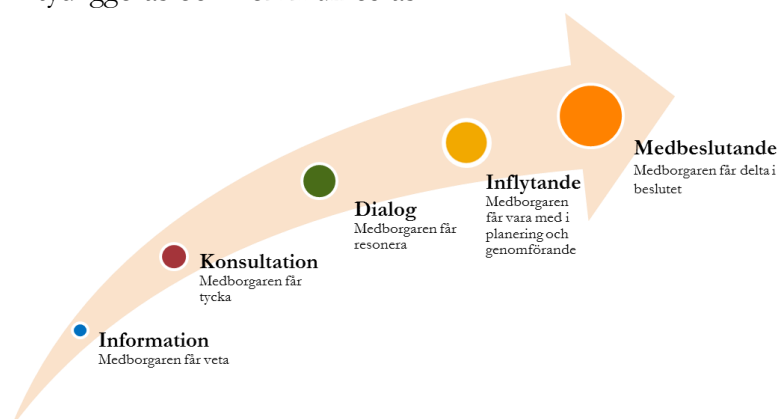 Information
Medborgaren får veta
Konsultation
Medborgaren får
tycka
Dialog
Medborgaren får
resonera
Inflytande
Medborgaren
får vara med i
planering och
genomförande
Medbeslutande
Medborgaren får delta i
beslutet